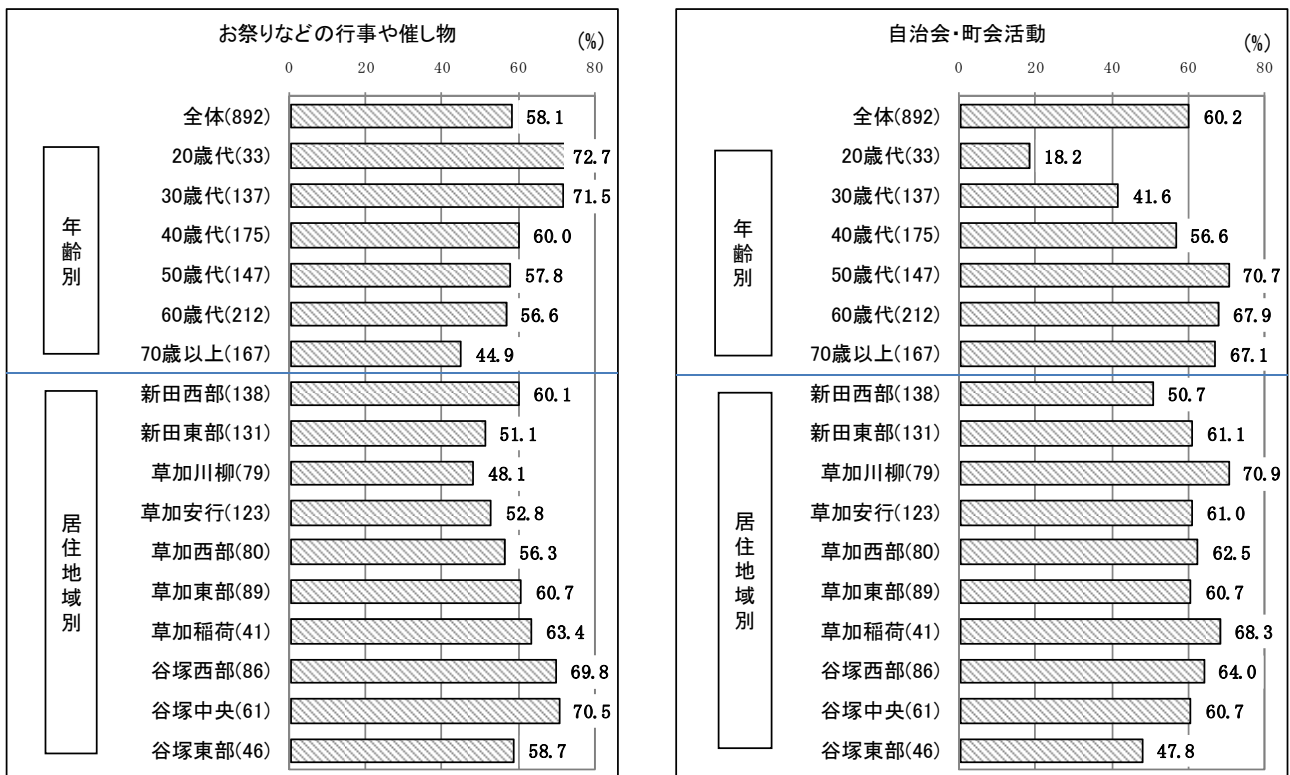 お祭りなどの行事や催し物
(%)
0 20 40 60 80
年齢別
居住地域別
全体(892) 58.1
20歳代(33) 72.7
30歳代(137) 71.5
40歳代(175) 60.0
50歳代(147) 57.8
60歳代(212) 56.6
70歳以上(167) 44.9
新田西部(138) 60.1
新田東部(131) 51.1
草加川柳(79) 48.1
草加安行(123) 52.8
草加西部(80) 56.3
草加東部(89) 60.7
草加稲荷(41) 63.4
谷塚西部(86) 69.8
谷塚中央(61) 70.5
谷塚東部(46) 58.7
自治会・町会活動
(%)
0 20 40 60 80
年齢別
居住地域別
全体(892) 60.2
20歳代(33) 18.2
30歳代(137) 41.6
40歳代(175) 56.6
50歳代(147) 70.7
60歳代(212) 67.9
70歳以上(167) 67.1
新田西部(138) 50.7
新田東部(131) 61.1
草加川柳(79) 70.9
草加安行(123) 61.0
草加西部(80) 62.5
草加東部(89) 60.7
草加稲荷(41) 68.3
谷塚西部(86) 64.0
谷塚中央(61) 60.7
谷塚東部(46) 47.8